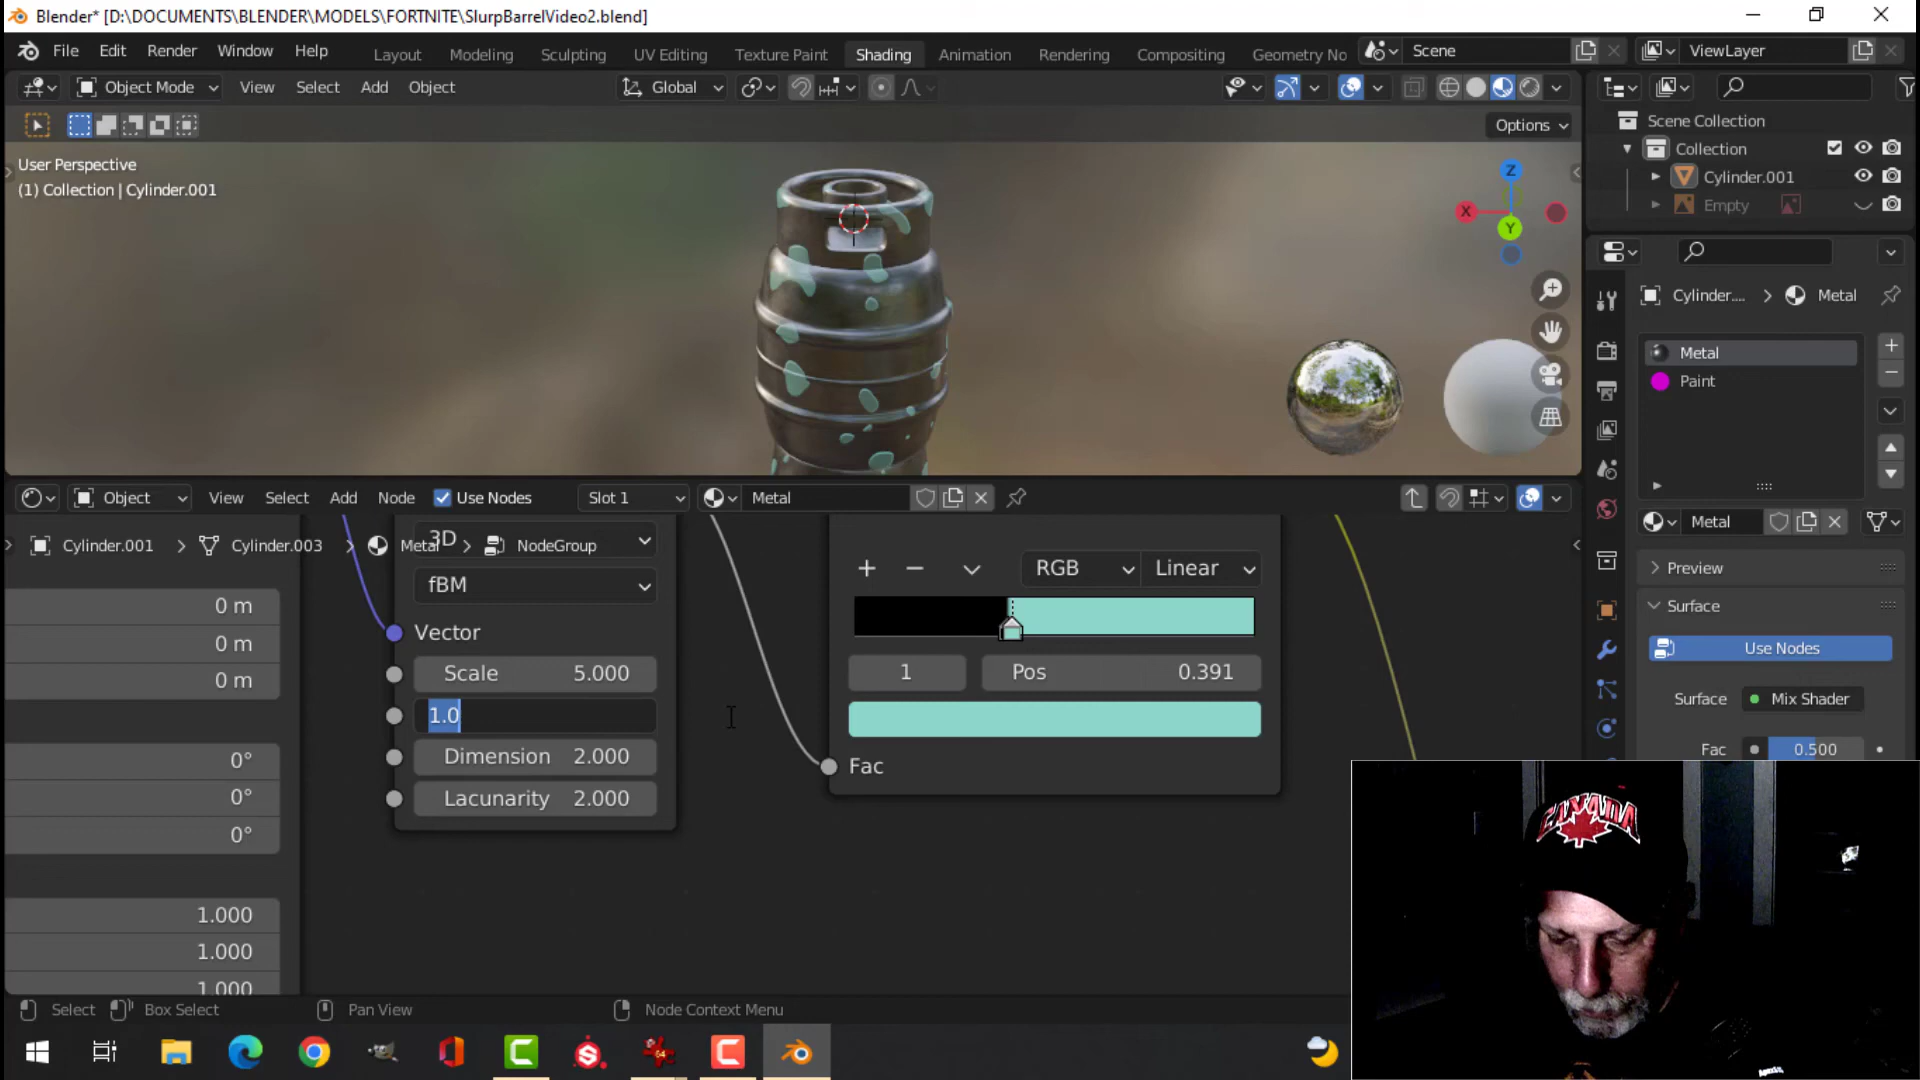 Blender* [D:\DOCUMENTS\BLENDER\MODELS\FORTNITE\SlurpBarrelVideo2.blend]
File Edit Render Window Help Layout Modeling Sculpting UV Editing Texture Paint Shading Animation Rendering Compositing Geometry No Scene ViewLayer
Object Mode View Select Add Object Global
Options
User Perspective
(1) Collection | Cylinder.001
Z
X
Y
Scene Collection
Collection
Cylinder.001
Empty
Cylinder.... > Metal
Metal
Paint
Metal
Preview
Surface
Use Nodes
Surface Mix Shader
Fac 0.500
Object View Select Add Node Use Nodes Slot 1 Metal
Cylinder.001 > Cylinder.003 > Metal > NodeGroup
3D
fBM
Vector
Scale 5.000
1.0
Dimension 2.000
Lacunarity 2.000
0 m
0 m
0 m
0°
0°
0°
1.000
1.000
1.000
RGB Linear
1 Pos 0.391
Fac
Select Box Select Pan View Node Context Menu
CANADA